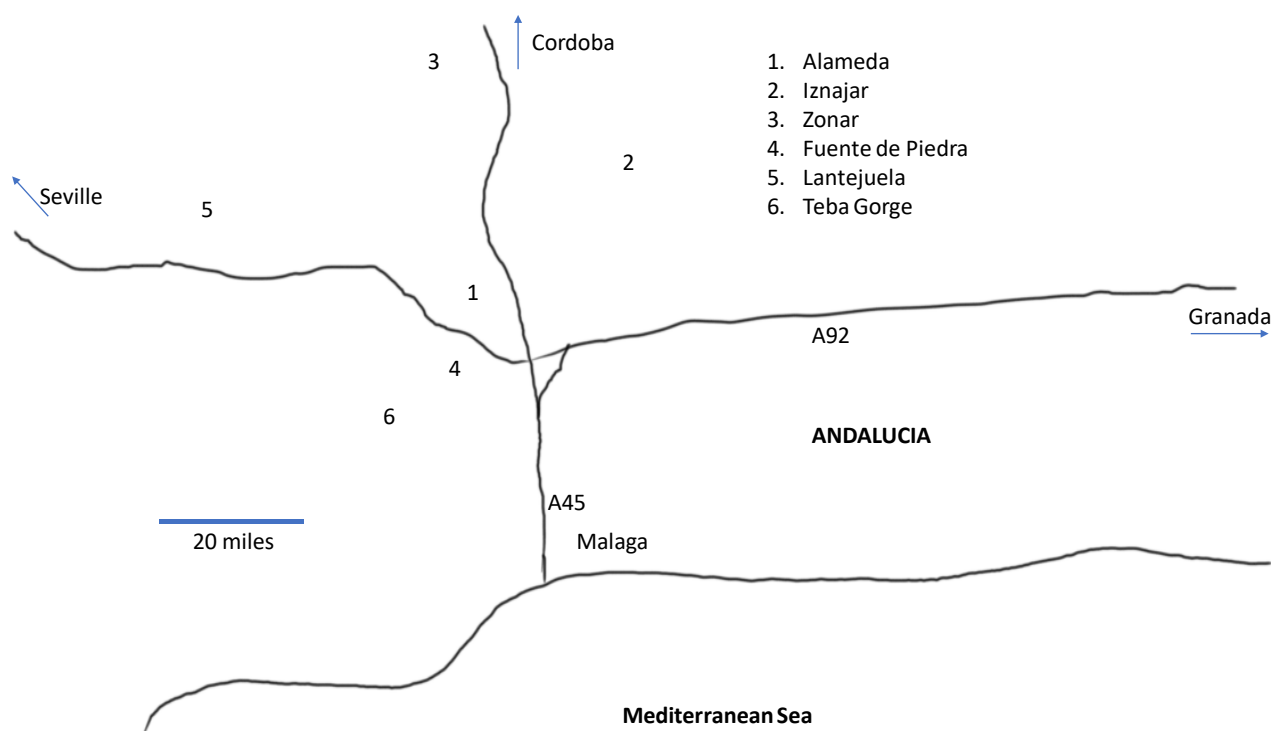 Cordoba
3
1. Alameda
2. Iznajar
3. Zonar
4. Fuente de Piedra
5. Lantejuela
6. Teba Gorge
2
Seville
5
1
Granada
A92
4
6
ANDALUCIA
A45
20 miles
Malaga
Mediterranean Sea